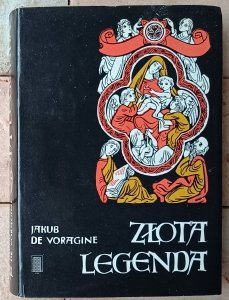 JAKUB
DE VORAGINE
ZŁOTA
LEGENDA